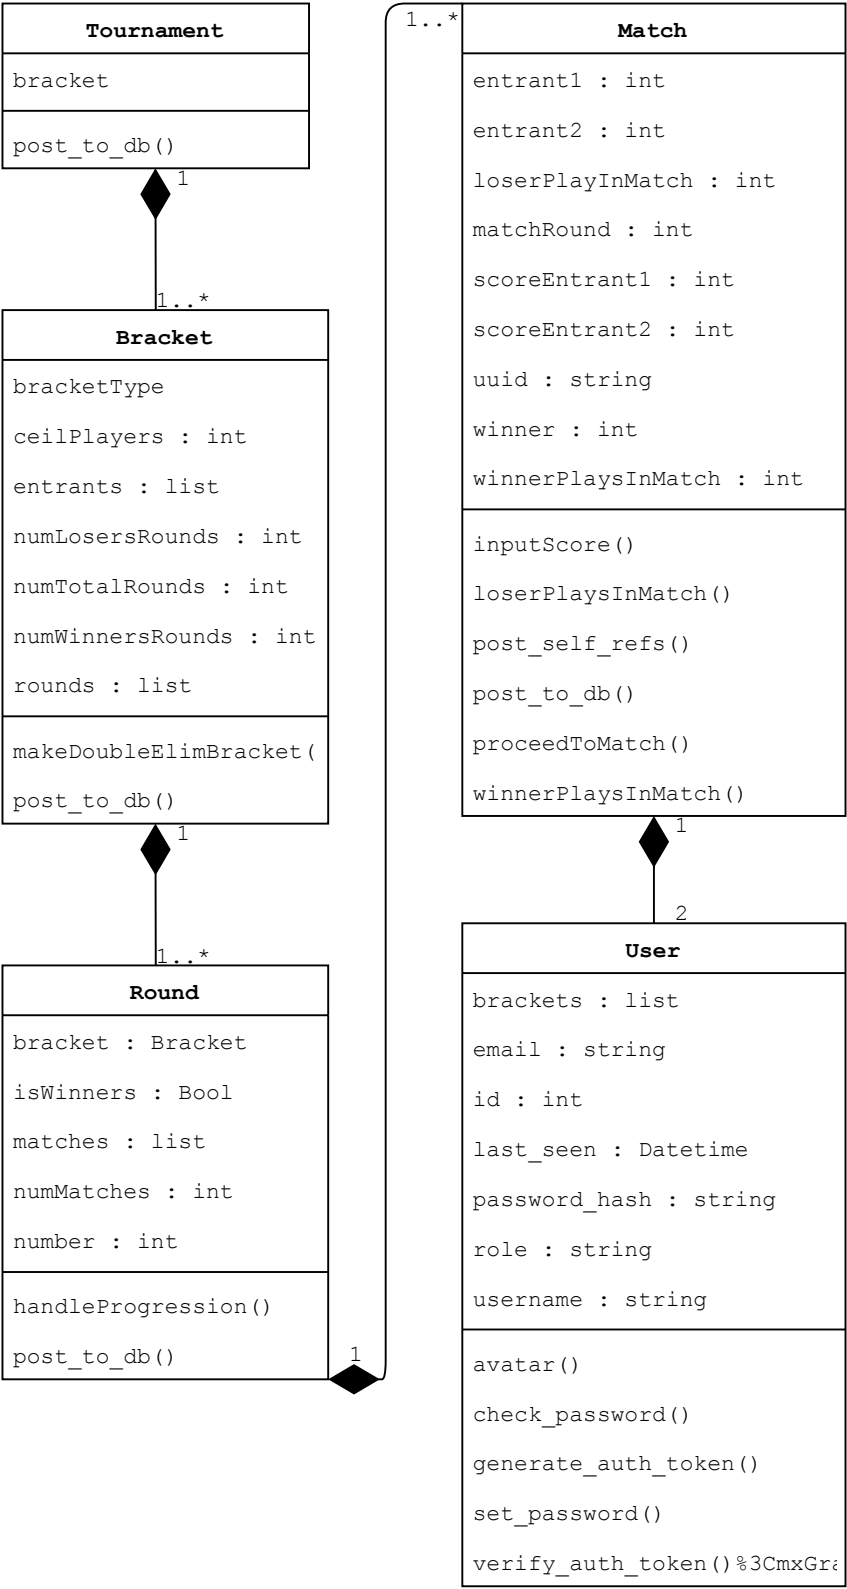 Tournament
bracket
post_to_db()
1
1..*
Bracket
bracketType
ceilPlayers : int
entrants : list
numLosersRounds : int
numTotalRounds : int
numWinnersRounds : int
rounds : list
makeDoubleElimBracket(
post_to_db()
1
1..*
Round
bracket : Bracket
isWinners : Bool
matches : list
numMatches : int
number : int
handleProgression()
post_to_db()
1
1..*
Match
entrant1 : int
entrant2 : int
loserPlayInMatch : int
matchRound : int
scoreEntrant1 : int
scoreEntrant2 : int
uuid : string
winner : int
winnerPlaysInMatch : int
inputScore()
loserPlaysInMatch()
post_self_refs()
post_to_db()
proceedToMatch()
winnerPlaysInMatch()
1
2
User
brackets : list
email : string
id : int
last_seen : Datetime
password_hash : string
role : string
username : string
avatar()
check_password()
generate_auth_token()
set_password()
verify_auth_token()%3CmxGra